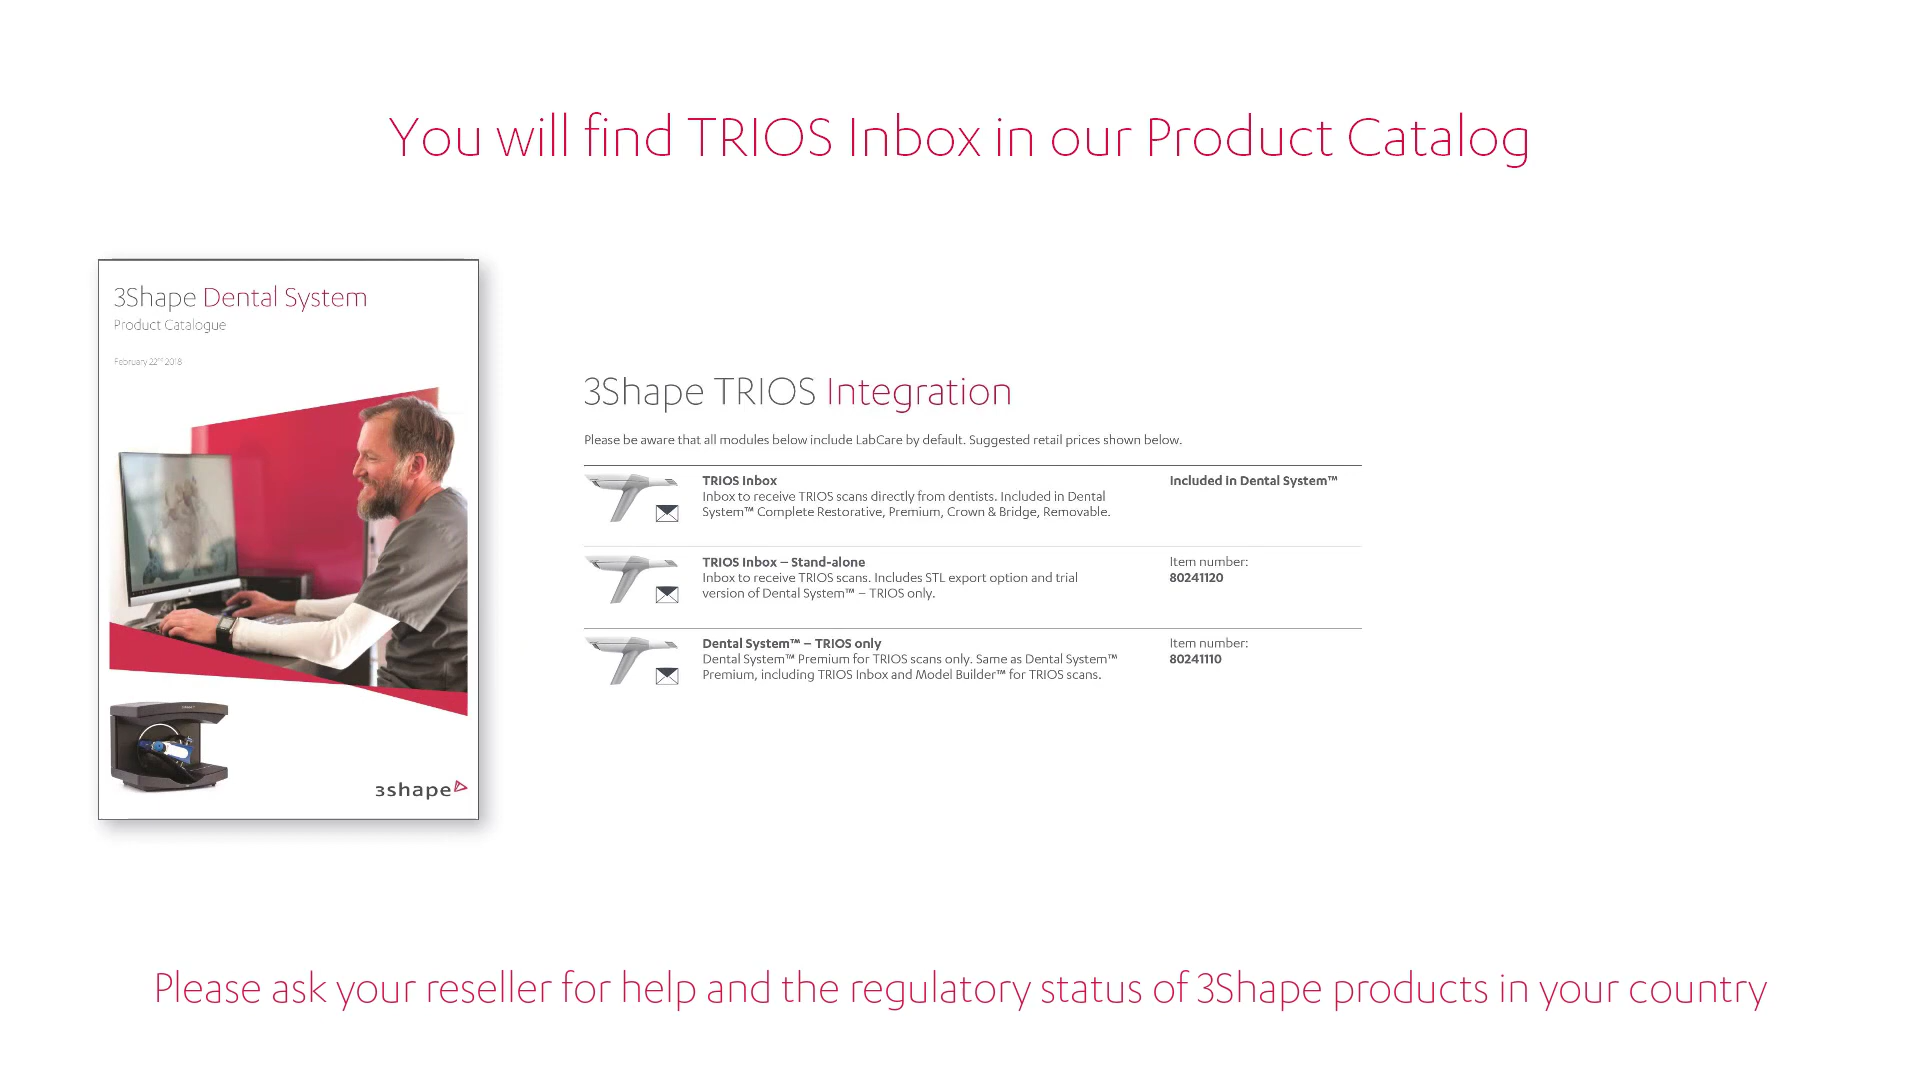 You will find TRIOS Inbox in our Product Catalog
3Shape Dental System
Product Catalogue
February 22nd 2018
3shape
3Shape TRIOS Integration
Please be aware that all modules below include LabCare by default. Suggested retail prices shown below.
TRIOS Inbox
Inbox to receive TRIOS scans directly from dentists. Included in Dental
System™ Complete Restorative, Premium, Crown & Bridge, Removable.
Included in Dental System™
TRIOS Inbox – Stand-alone
Inbox to receive TRIOS scans. Includes STL export option and trial
version of Dental System™ – TRIOS only.
Item number:
80241120
Dental System™ – TRIOS only
Dental System™ Premium for TRIOS scans only. Same as Dental System™
Premium, including TRIOS Inbox and Model Builder™ for TRIOS scans.
Item number:
80241110
Please ask your reseller for help and the regulatory status of 3Shape products in your country